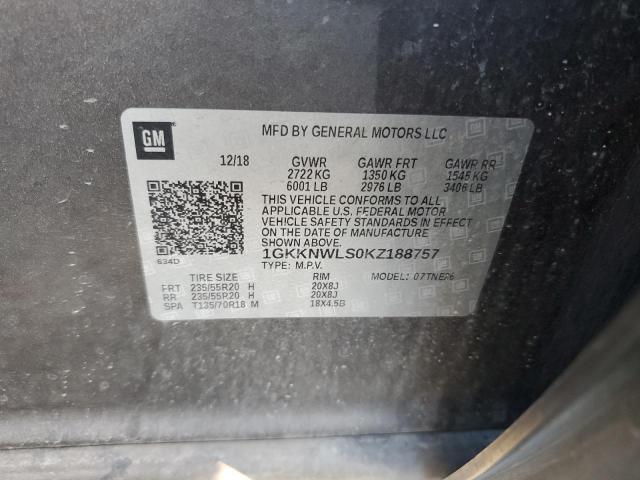 GM
MFD BY GENERAL MOTORS LLC
12/18 GVWR GAWR FRT GAWR RR
2722 KG 1350 KG 1545 KG
6001 LB 2976 LB 3406 LB
THIS VEHICLE CONFORMS TO ALL
APPLICABLE U.S. FEDERAL MOTOR
VEHICLE SAFETY STANDARDS IN EFFECT
ON THE DATE OF MANUFACTURE
SHOWN ABOVE.
634D
1GKKNWLS0KZ188757
TYPE: M.P.V. MODEL: 07TNER6
TIRE SIZE RIM
FRT 235/55R20 H 20X8J
RR 235/55R20 H 20X8J
SPA T135/70R18 M 18X4.5B